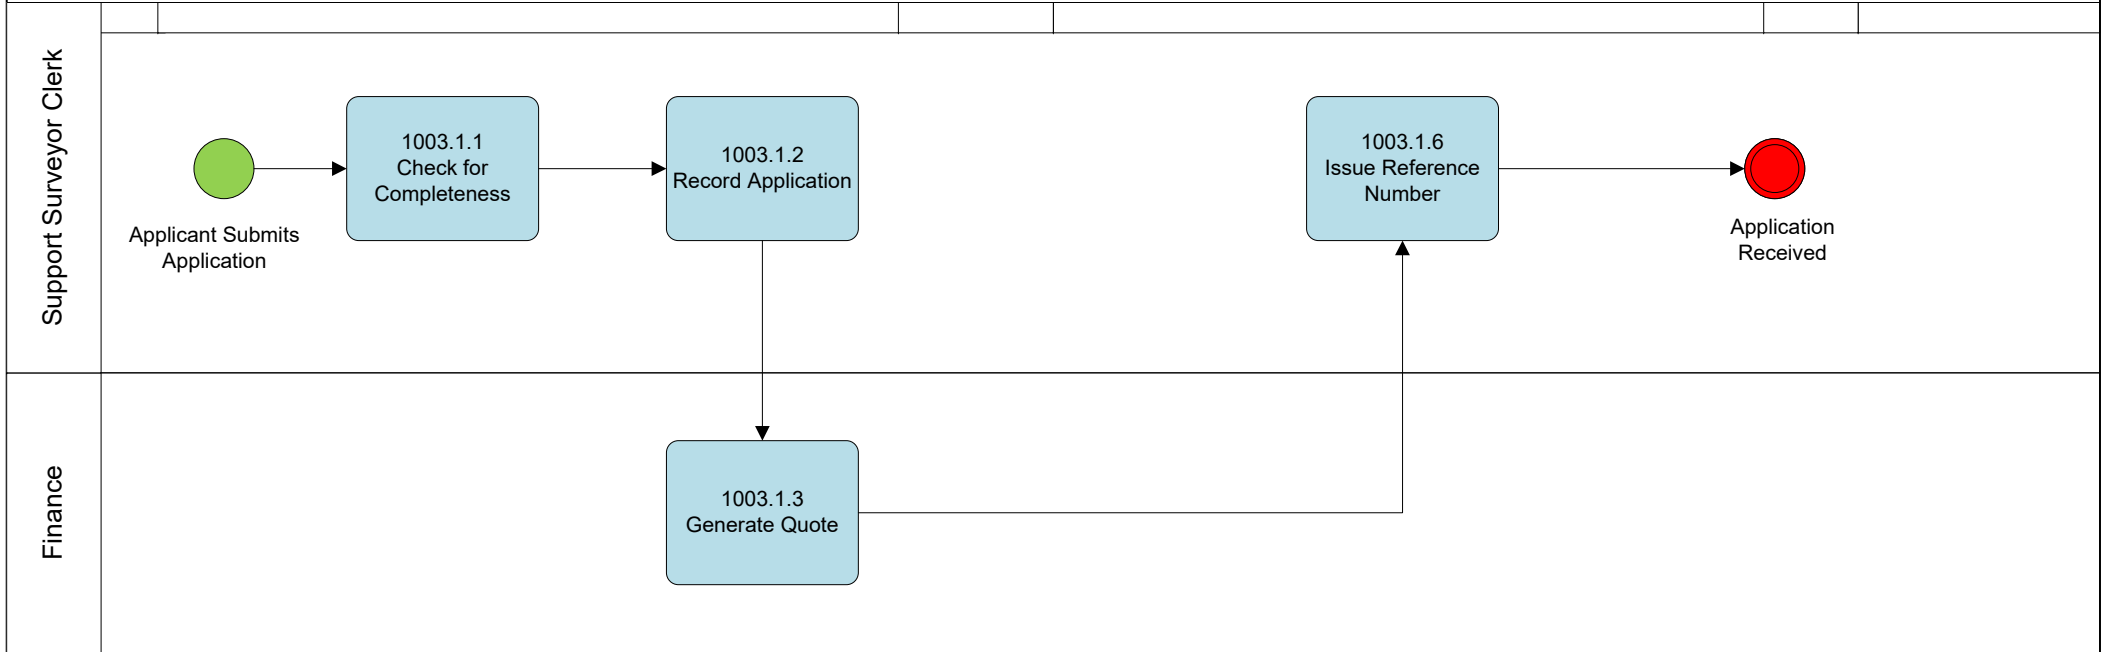 Support Surveyor Clerk
Applicant Submits
Application
1003.1.1
Check for
Completeness
1003.1.2
Record Application
1003.1.6
Issue Reference
Number
Application
Received
Finance
1003.1.3
Generate Quote